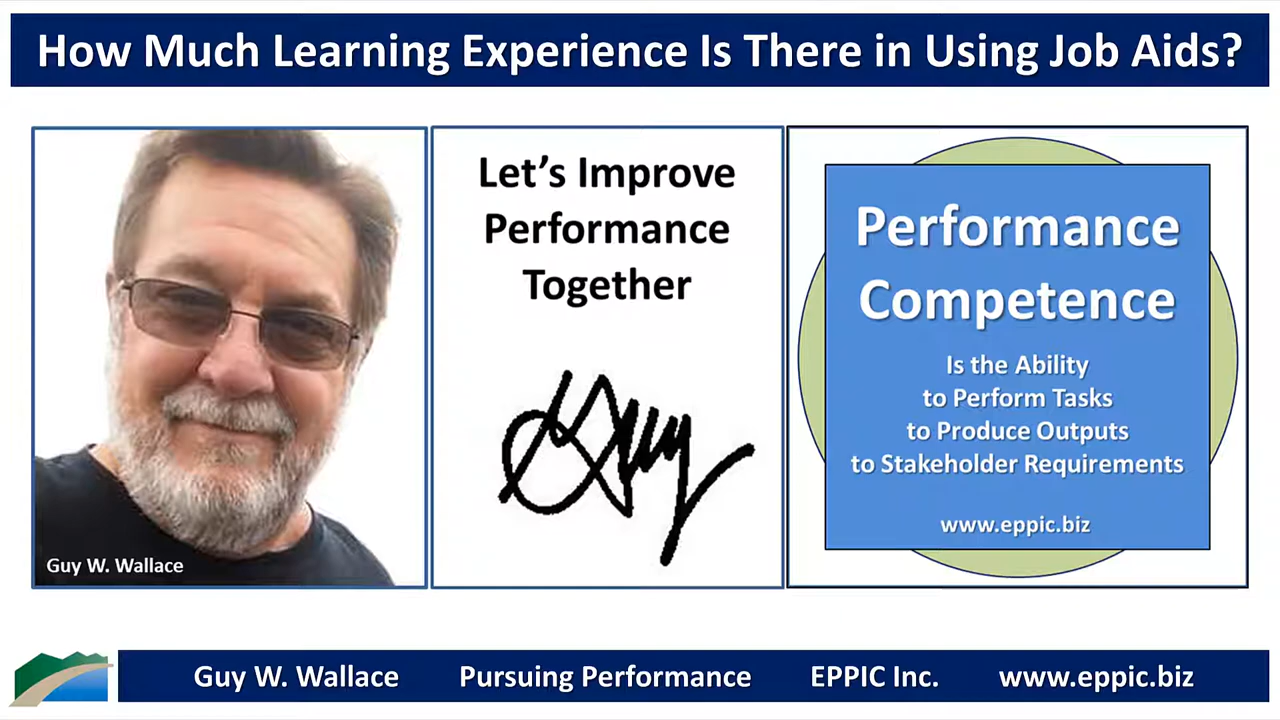 How Much Learning Experience Is There in Using Job Aids?
Let's Improve
Performance
Together
Guy
Guy W. Wallace
Performance
Competence
Is the Ability
to Perform Tasks
to Produce Outputs
to Stakeholder Requirements
www.eppic.biz
Guy W. Wallace Pursuing Performance EPPIC Inc. www.eppic.biz